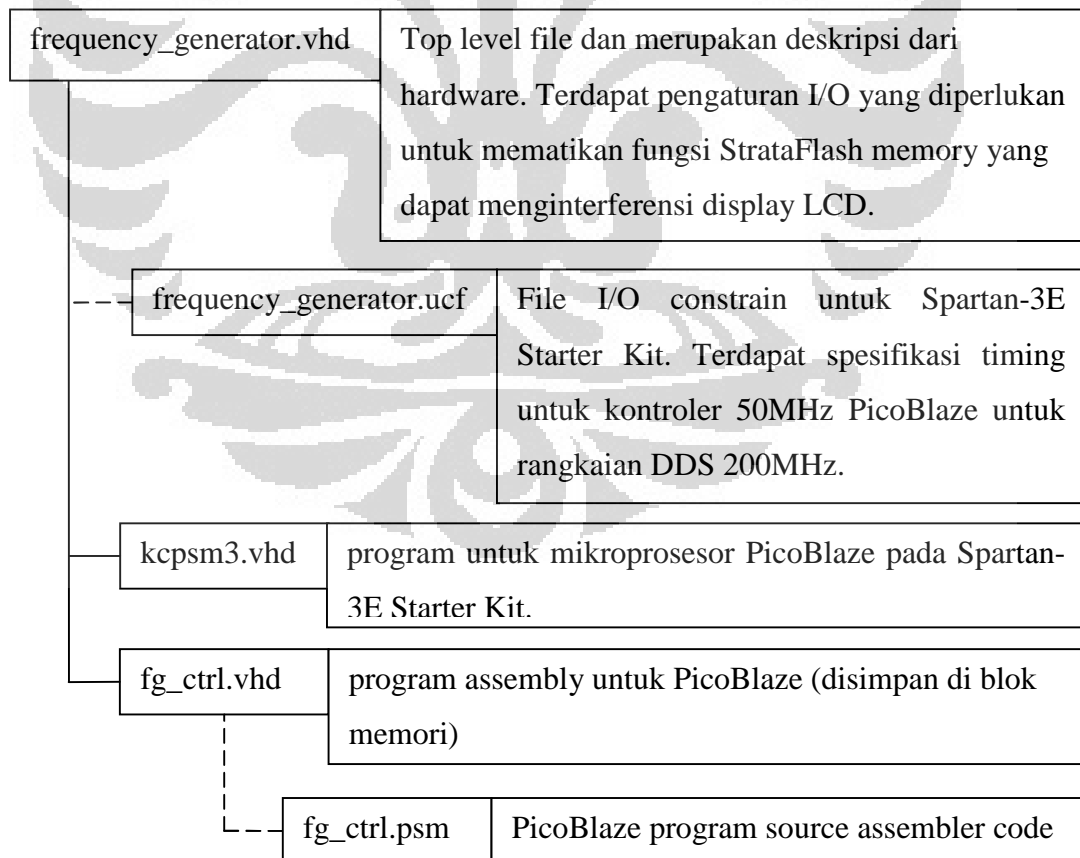 frequency_generator.vhd
Top level file dan merupakan deskripsi dari
hardware. Terdapat pengaturan I/O yang diperlukan
untuk mematikan fungsi StrataFlash memory yang
dapat menginterferensi display LCD.
frequency_generator.ucf
File I/O constrain untuk Spartan-3E
Starter Kit. Terdapat spesifikasi timing
untuk kontroler 50MHz PicoBlaze untuk
rangkaian DDS 200MHz.
kcpsm3.vhd
program untuk mikroprosesor PicoBlaze pada Spartan-
3E Starter Kit.
fg_ctrl.vhd
program assembly untuk PicoBlaze (disimpan di blok
memori)
fg_ctrl.psm
PicoBlaze program source assembler code